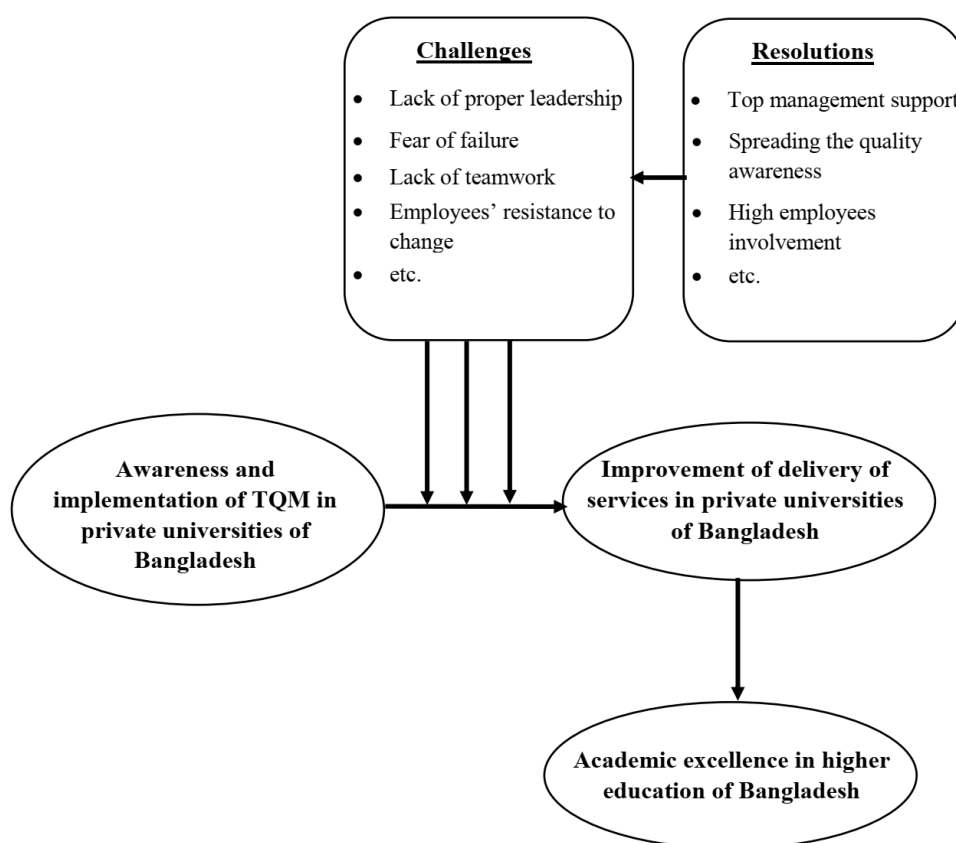 Challenges
• Lack of proper leadership
• Fear of failure
• Lack of teamwork
• Employees’ resistance to
change
• etc.
Resolutions
• Top management support
• Spreading the quality
awareness
• High employees
involvement
• etc.
Awareness and
implementation of TQM in
private universities of
Bangladesh
Improvement of delivery of
services in private universities
of Bangladesh
Academic excellence in higher
education of Bangladesh